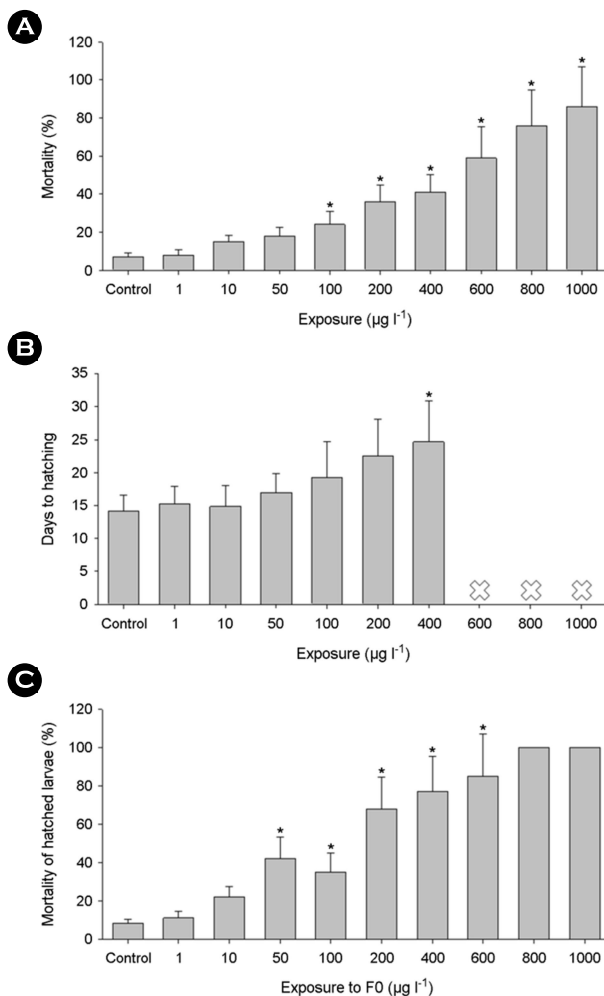 A
Mortality (%)
120
100
80
60
40
20
0
* * * * * *
Control 1 10 50 100 200 400 600 800 1000
Exposure (µg l⁻¹)
B
Days to hatching
35
30
25
20
15
10
5
0
*
Control 1 10 50 100 200 400 600 800 1000
Exposure (µg l⁻¹)
C
Mortality of hatched larvae (%)
120
100
80
60
40
20
0
* * * * *
Control 1 10 50 100 200 400 600 800 1000
Exposure to F0 (µg l⁻¹)